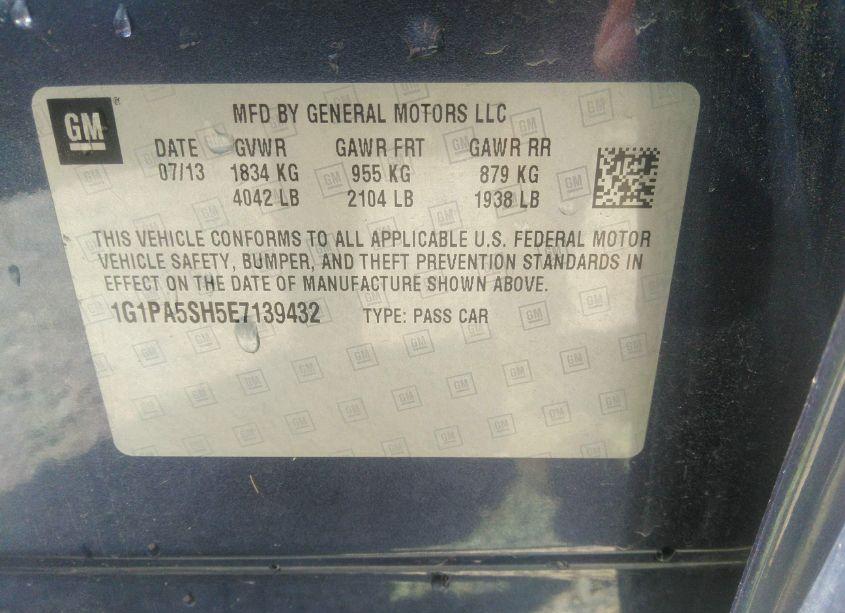 GM
MFD BY GENERAL MOTORS LLC
DATE GVWR GAWR FRT GAWR RR
07/13 1834 KG 955 KG 879 KG
4042 LB 2104 LB 1938 LB
THIS VEHICLE CONFORMS TO ALL APPLICABLE U.S. FEDERAL MOTOR
VEHICLE SAFETY, BUMPER, AND THEFT PREVENTION STANDARDS IN
EFFECT ON THE DATE OF MANUFACTURE SHOWN ABOVE.
1G1PA5SH5E7139432 TYPE: PASS CAR